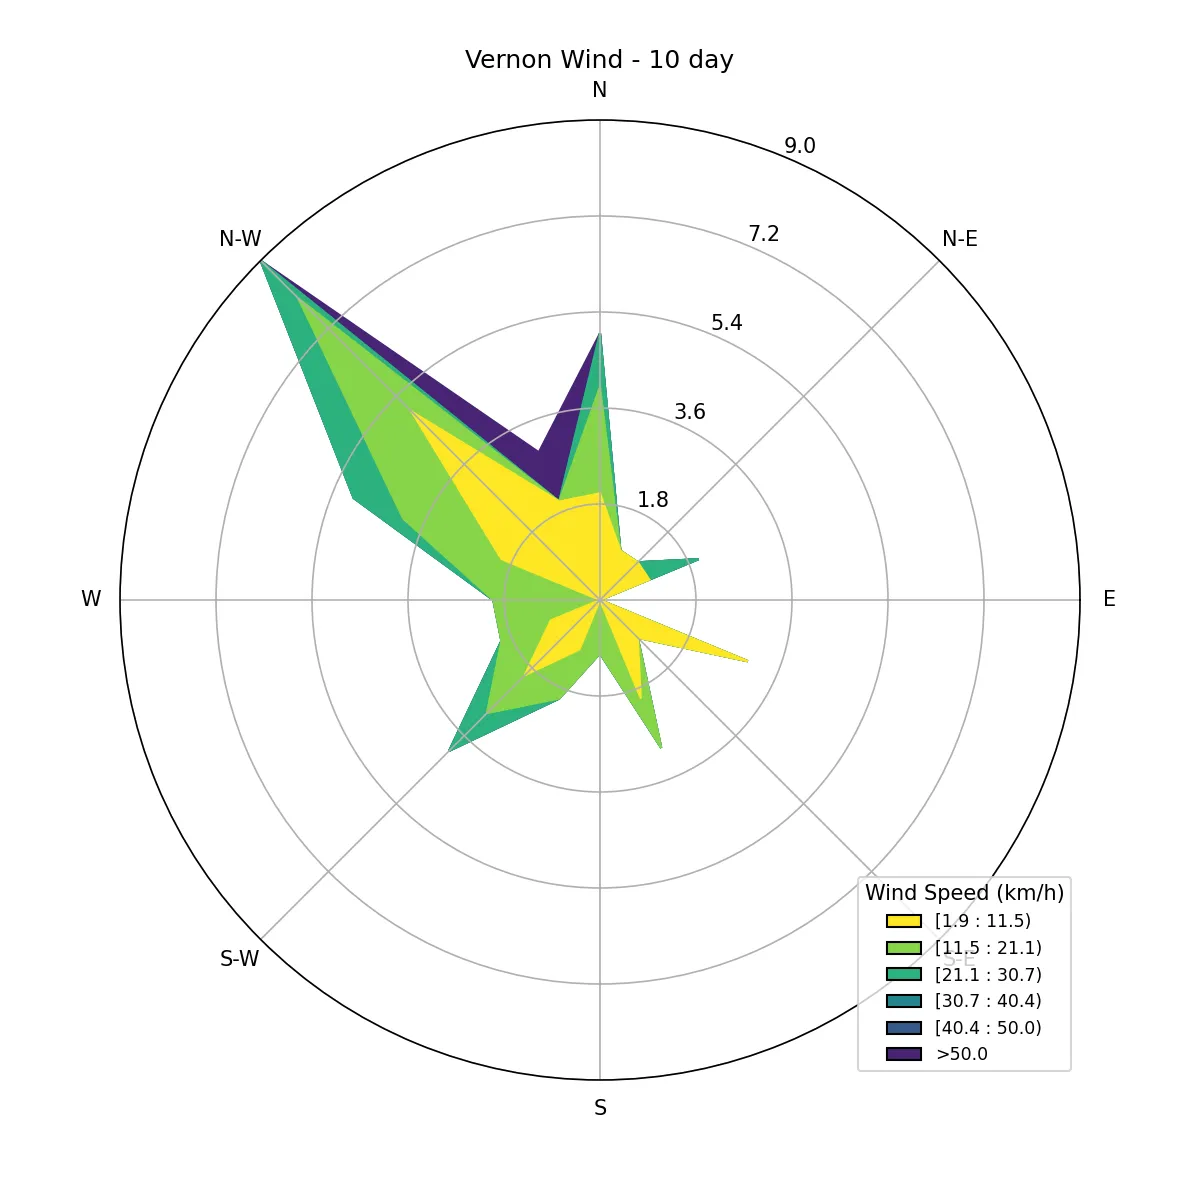 Vernon Wind - 10 day
N
9.0
N-W
7.2
N-E
5.4
3.6
1.8
W
E
S-W
S-E
Wind Speed (km/h)
[1.9 : 11.5)
[11.5 : 21.1)
[21.1 : 30.7)
[30.7 : 40.4)
[40.4 : 50.0)
>50.0
S